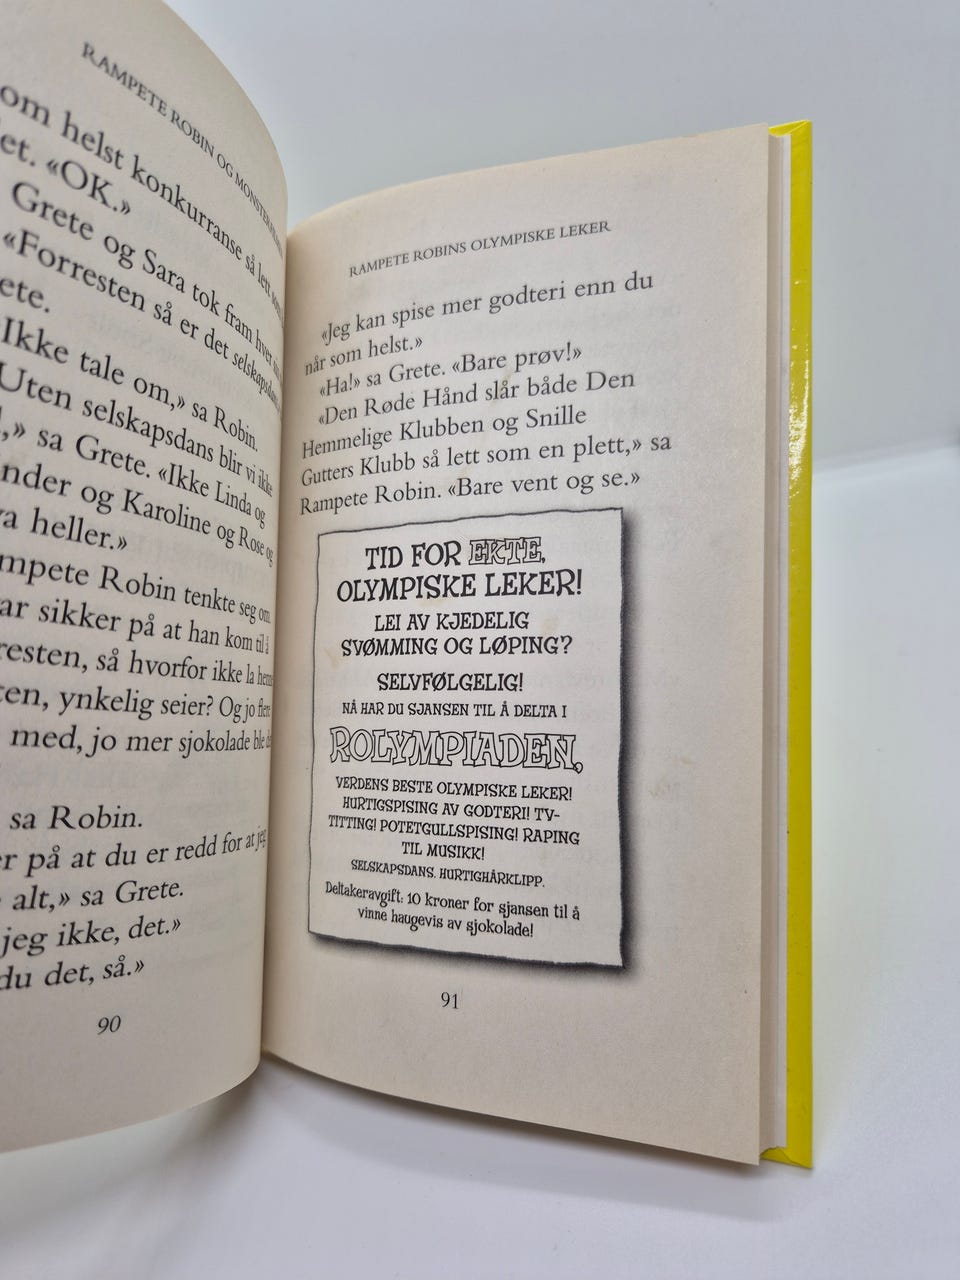 RAMPETE ROBIN OG
om helst konkurranse så lett
et. «OK.»
Grete og Sara tok fram hver
«Forresten så er det selskapsdans,
ete.
Ikke tale om,» sa Robin.
Uten selskapsdans blir vi ikke
,» sa Grete. «Ikke Linda og
nder og Karoline og Rose og
va heller.»
mpete Robin tenkte seg om.
ar sikker på at han kom til å
resten, så hvorfor ikke la
ten, ynkelig seier? Og jo flere
med, jo mer sjokolade ble
sa Robin.
er på at du er redd for at jeg
alt,» sa Grete.
jeg ikke, det.»
du det, så.»
90
RAMPETE ROBINS OLYMPISKE LEKER
«Jeg kan spise mer godteri enn du
når som helst.»
«Ha!» sa Grete. «Bare prøv!»
«Den Røde Hånd slår både Den
Hemmelige Klubben og Snille
Gutters Klubb så lett som en plett,» sa
Rampete Robin. «Bare vent og se.»
TID FOR EKTE,
OLYMPISKE LEKER!
LEI AV KJEDELIG
SVØMMING OG LØPING?
SELVFØLGELIG!
NÅ HAR DU SJANSEN TIL Å DELTA I
ROLYMPIADEN,
VERDENS BESTE OLYMPISKE LEKER!
HURTIGSPISING AV GODTERI! TV-
TITTING! POTETGULLSPISING! RAPING
TIL MUSIKK!
SELSKAPSDANS. HURTIGHÅRKLIPP.
Deltakeravgift: 10 kroner for sjansen til å
vinne haugevis av sjokolade!
91